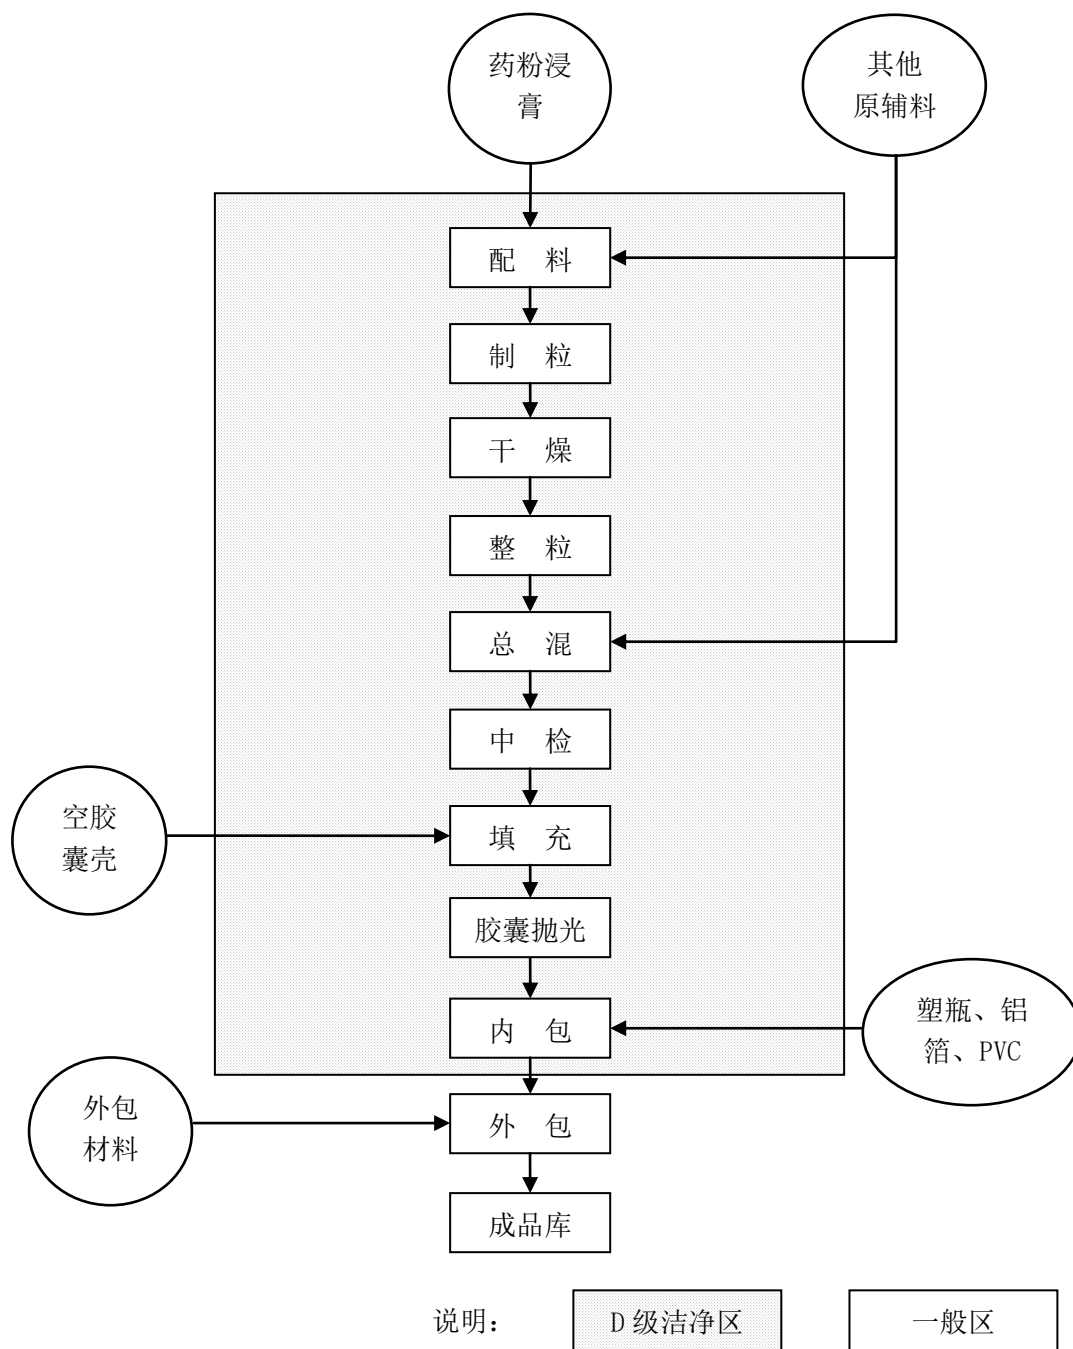 药粉浸
膏
其他
原辅料
配 料
制 粒
干 燥
整 粒
总 混
中 检
空胶
囊壳
填 充
胶囊抛光
内 包
塑瓶、铝
箔、PVC
外包
材料
外 包
成品库
说明：
D 级洁净区
一般区